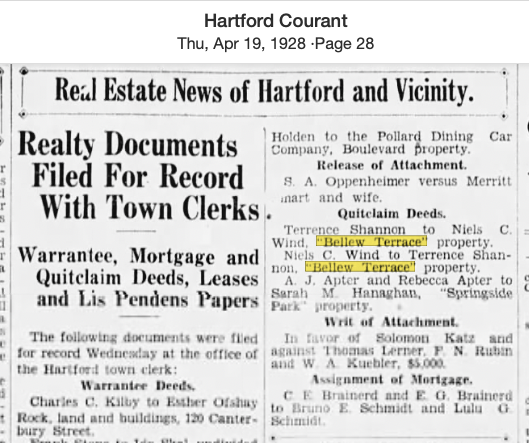 Hartford Courant
Thu, Apr 19, 1928 ·Page 28
Real Estate News of Hartford and Vicinity.
Realty Documents
Filed For Record
With Town Clerks.
Warrantee, Mortgage and
Quitclaim Deeds, Leases
and Lis Pendens Papers
The following documents were filed
for record Wednesday at the office of
the Hartford town clerk:
Warrantee Deeds.
Charles C. Kilby to Esther Ofshay
Rock, land and buildings, 120 Canter-
bury Street.
Holden to the Pollard Dining Car
Company, Boulevard property.
Release of Attachment.
S. A. Oppenheimer versus Merritt
mart and wife.
Quitclaim Deeds.
Terrence Shannon to Niels C.
Wind, "Bellew Terrace" property.
Niels C. Wind to Terrence Shan-
non, "Bellew Terrace" property.
A. J. Apter and Rebecca Apter to
Sarah M. Hanaghan, "Springside
Park" property.
Writ of Attachment.
In favor of Solomon Katz and
against Thomas Lerner, F. N. Rubin
and W. A. Kuebler, $5,000.
Assignment of Mortgage.
C. E. Brainerd and E. G. Brainerd
to Bruno E. Schmidt and Lulu G.
Schmidt.